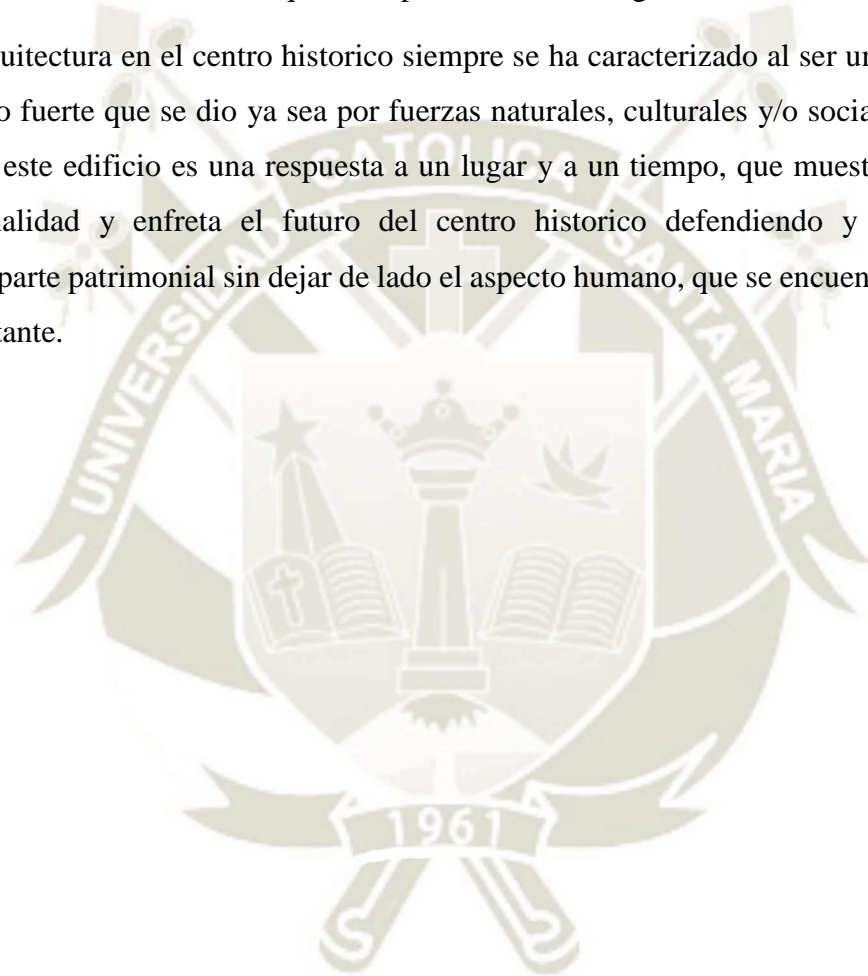 uitectura en el centro historico siempre se ha caracterizado al ser un
o fuerte que se dio ya sea por fuerzas naturales, culturales y/o socia
este edificio es una respuesta a un lugar y a un tiempo, que muest
alidad y enfreta el futuro del centro historico defendiendo y
parte patrimonial sin dejar de lado el aspecto humano, que se encuen
tante.
UNIVERSIDAD CATOLICA SANTA MARIA
1961